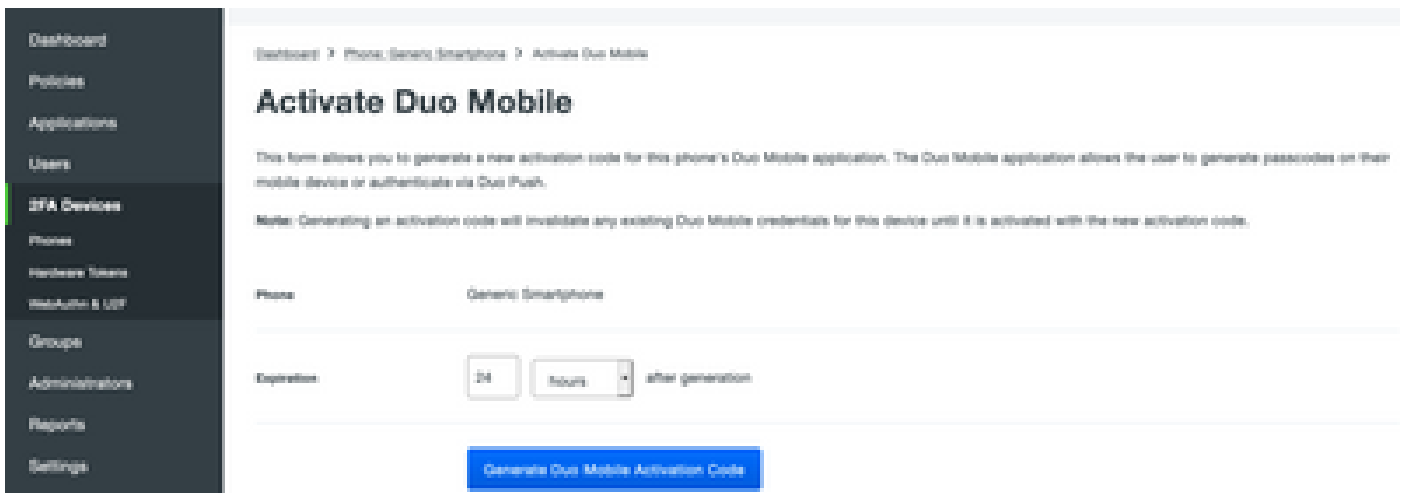 Dashboard
Policies
Applications
Users
2FA Devices
Phones
Hardware Tokens
WebAuthn & U2F
Groups
Administrators
Reports
Settings
Dashboard > Phone: Generic Smartphone > Activate Duo Mobile
Activate Duo Mobile
This form allows you to generate a new activation code for this phone's Duo Mobile application. The Duo Mobile application allows the user to generate passcodes on their
mobile device or authenticate via Duo Push.
Note: Generating an activation code will invalidate any existing Duo Mobile credentials for this device until it is activated with the new activation code.
Phone Generic Smartphone
Expiration 24 hours after generation
Generate Duo Mobile Activation Code